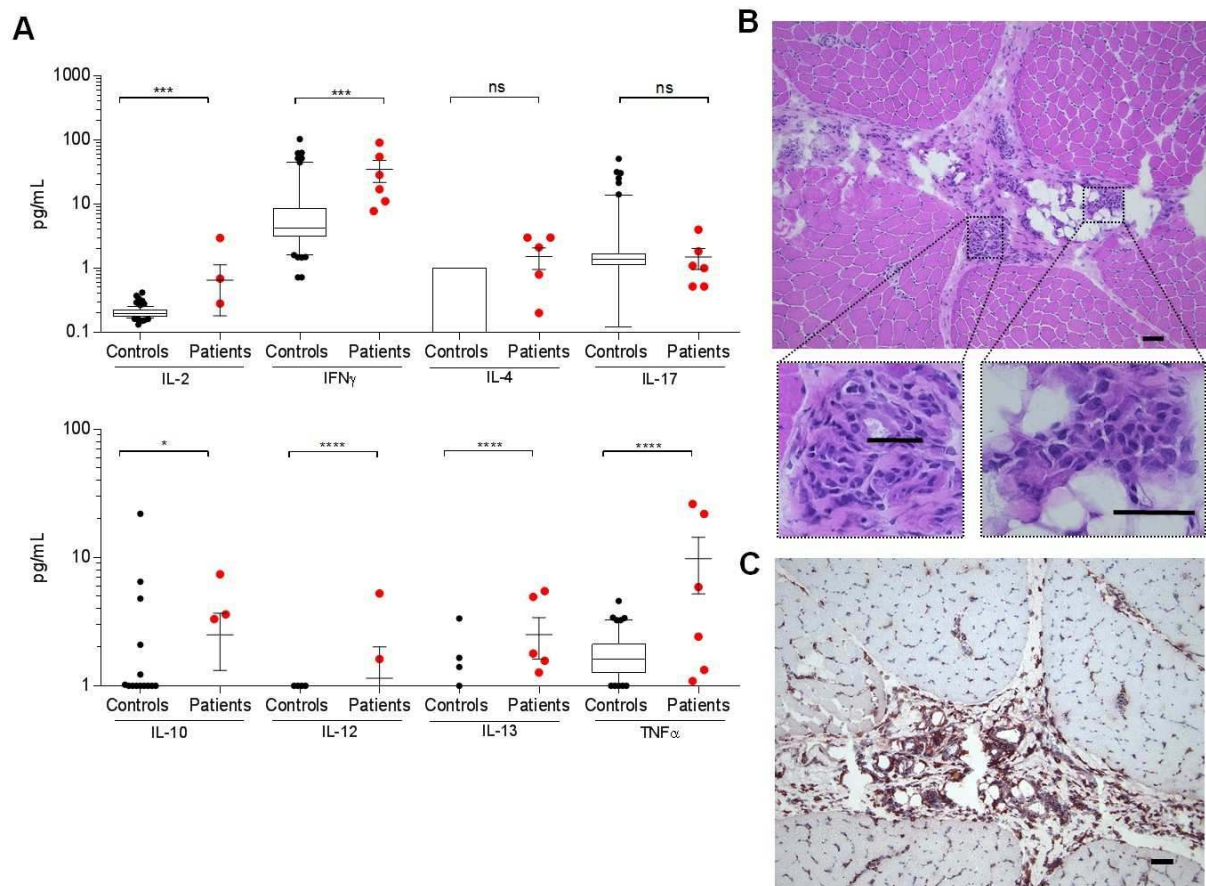 A
1000
100
10
1
0.1
pg/mL
***
***
ns
ns
Controls Patients Controls Patients Controls Patients Controls Patients
IL-2 IFNγ IL-4 IL-17
100
10
1
pg/mL
*
****
****
****
Controls Patients Controls Patients Controls Patients Controls Patients
IL-10 IL-12 IL-13 TNFα
B
C